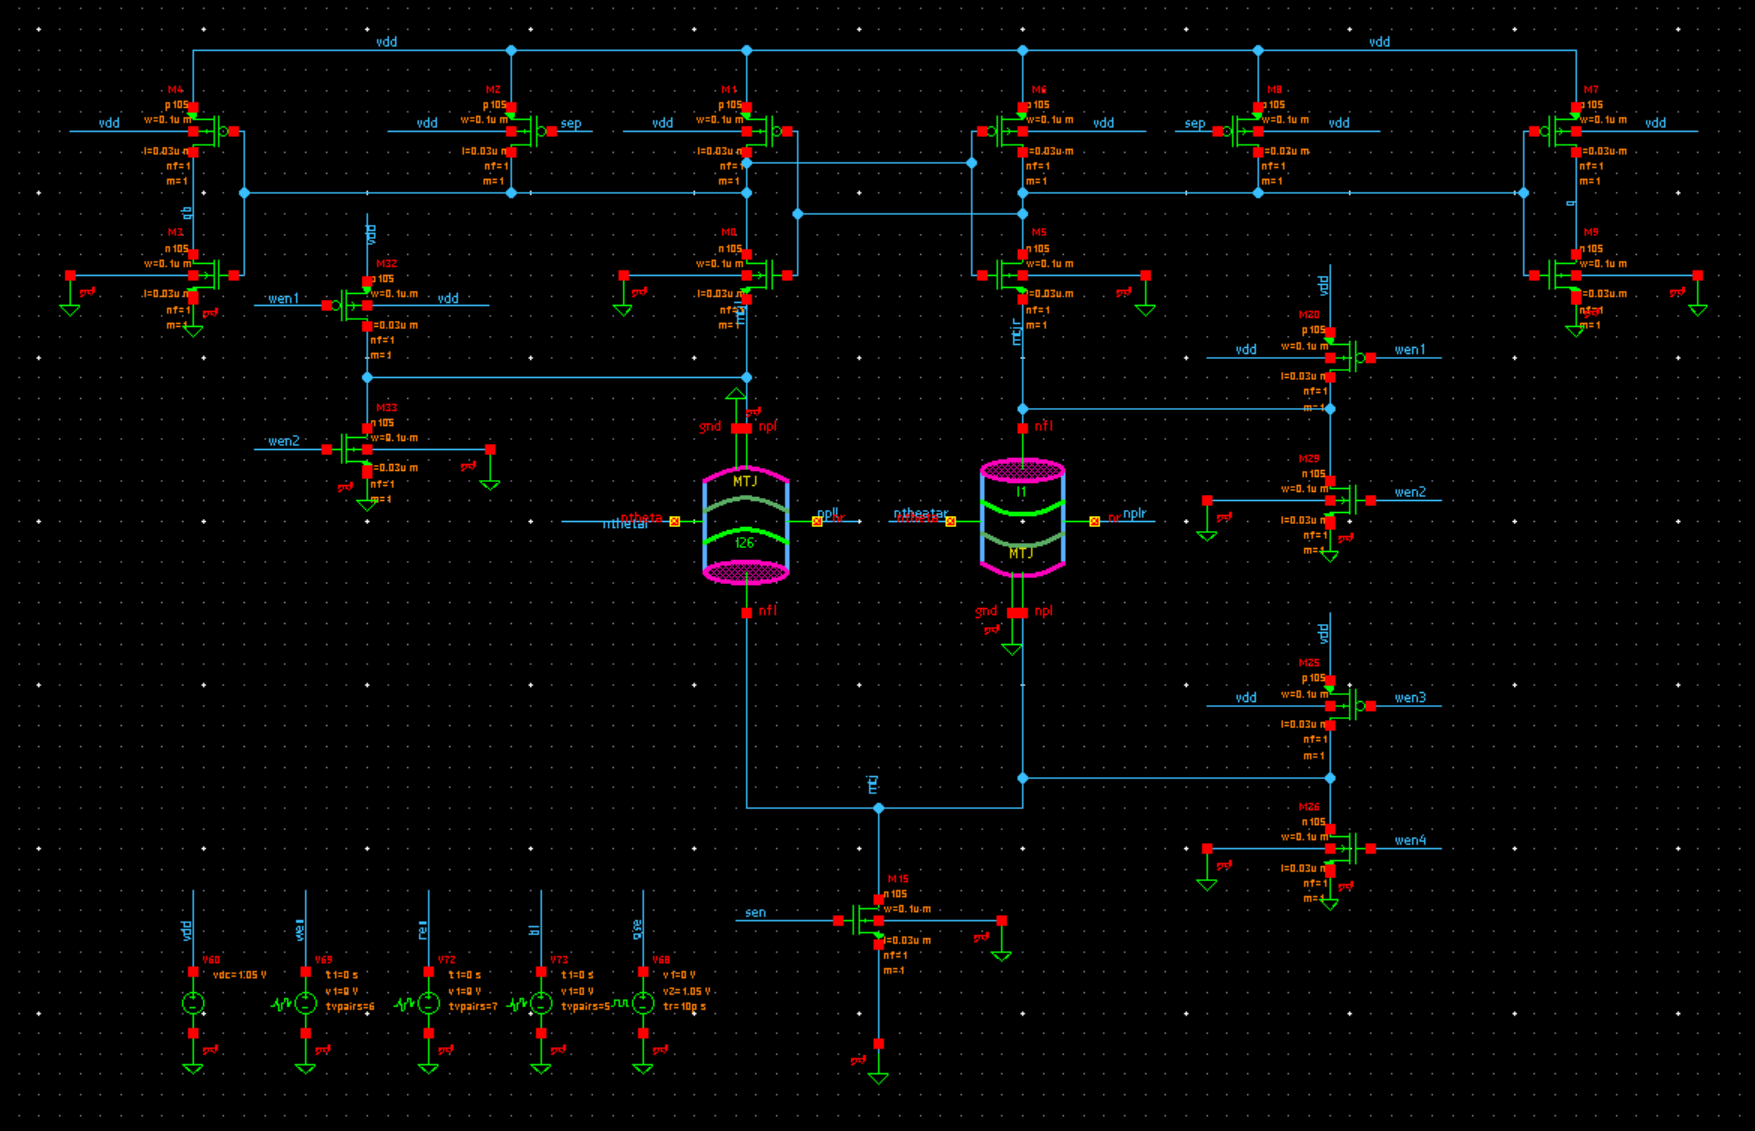 vdd
vdd
M4
p105
w=0.1u m
vdd
l=0.03u m
nf=1
m=1
qb
M2
p105
w=0.1u m
vdd
sep
l=0.03u m
nf=1
m=1
M1
p105
w=0.1u m
vdd
l=0.03u m
nf=1
m=1
M6
p105
w=0.1u m
vdd
=0.03u m
nf=1
m=1
M8
p105
w=0.1u m
sep
vdd
=0.03u m
nf=1
m=1
M7
p105
w=0.1u m
vdd
=0.03u m
nf=1
m=1
q
M3
n105
w=0.1u m
gnd
l=0.03u m
nf=1
m=1
gnd
vdd
M32
p105
w=0.1u m
wen1
vdd
=0.03u m
nf=1
m=1
M0
n105
w=0.1u m
gnd
l=0.03u m
nf=1
m=1
M5
n105
w=0.1u m
gnd
=0.03u m
nf=1
m=1
mtjr
M9
n105
w=0.1u m
gnd
=0.03u m
nf=1
m=1
vdd
M28
p105
w=0.1u m
vdd
wen1
l=0.03u m
nf=1
m=1
M33
n105
w=0.1u m
wen2
gnd
=0.03u m
nf=1
m=1
gnd
gnd
gnd
npl
MTJ
I26
ntheta
nthetal
npll
nr
nfl
nfl
I1
MTJ
ntheatar
ntheta
nr
nplr
gnd
npl
gnd
M29
n105
w=0.1u m
wen2
gnd
l=0.03u m
nf=1
m=1
gnd
vdd
M25
p105
w=0.1u m
vdd
wen3
l=0.03u m
nf=1
m=1
mtj
M26
n105
w=0.1u m
wen4
gnd
l=0.03u m
nf=1
m=1
gnd
M15
n105
w=0.1u m
sen
gnd
l=0.03u m
nf=1
m=1
gnd
vdd
V60
vdc=1.05 V
gnd
V69
t1=0 s
v1=0 V
tvpairs=6
gnd
V72
t1=0 s
v1=0 V
tvpairs=7
gnd
bl
V73
t1=0 s
v1=0 V
tvpairs=5
gnd
V68
v1=0 V
v2=1.05 V
tr=10p s
gnd